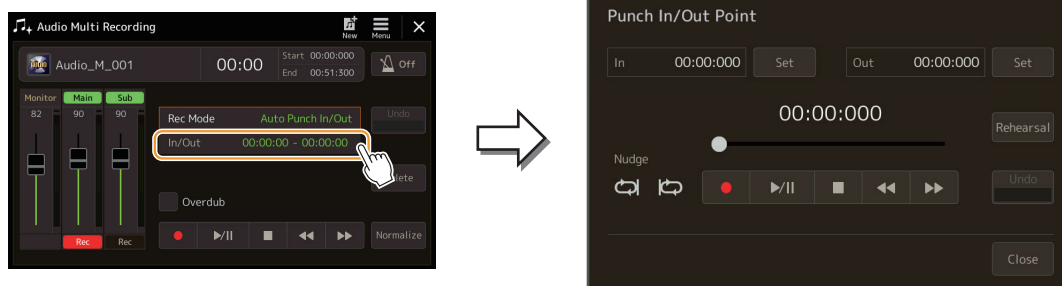 Audio Multi Recording
New
Menu
Audio_M_001
00:00
Start 00:00:000
End 00:51:300
Off
Monitor Main Sub
82 90 90
Rec Mode Auto Punch In/Out
Undo
In/Out 00:00:00 - 00:00:00
Overdub
Rec Rec
Normalize
Punch In/Out Point
In 00:00:000 Set Out 00:00:000 Set
00:00:000
Rehearsal
Nudge
Undo
Close